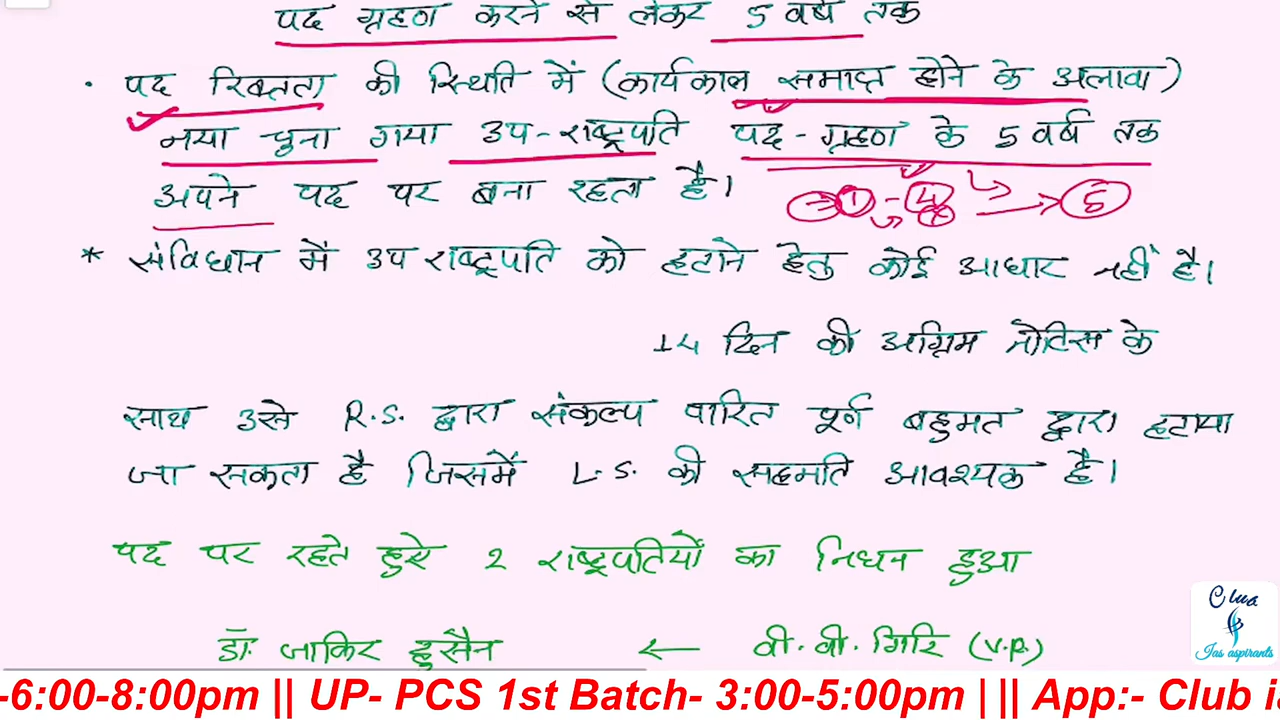 पद ग्रहण करने से लेकर 5 वर्ष तक
• पद रिक्तता की स्थिति में (कार्यकाल समाप्त होने के अलावा)
नया चुना गया उप-राष्ट्रपति पद-ग्रहण के 5 वर्ष तक
अपने पद पर बना रहता है।
* संविधान में उपराष्ट्रपति को हटाने हेतु कोई आधार नहीं है।
14 दिन की अग्रिम नोटिस के
साथ उसे R.S. द्वारा संकल्प पारित पूर्ण बहुमत द्वारा हटाया
जा सकता है जिसमें L.S. की सहमति आवश्यक है।
पद पर रहते हुए 2 राष्ट्रपतियों का निधन हुआ
डॉ. जाकिर हुसैन ← वी.वी.गिरि (V.P.)
Club
Ias aspirants
-6:00-8:00pm || UP- PCS 1st Batch- 3:00-5:00pm | || App:- Club i